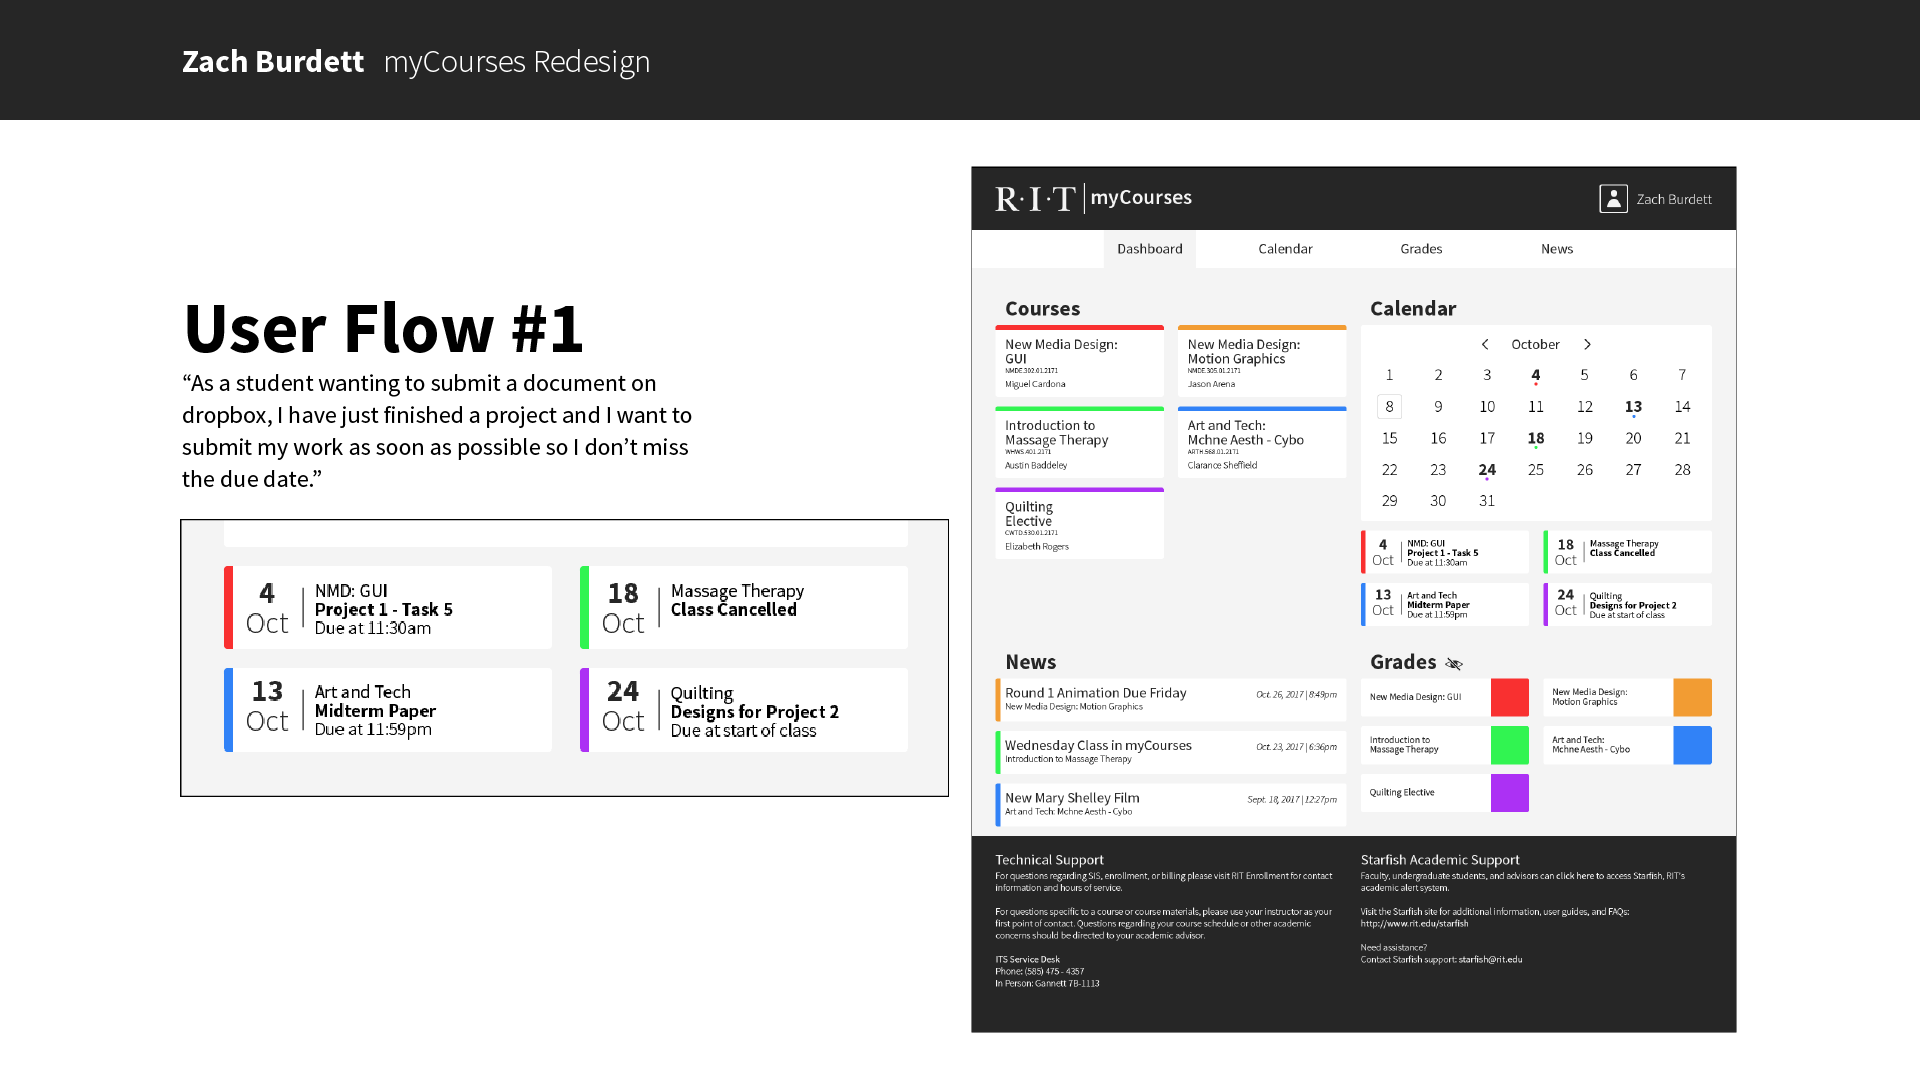 Zach Burdett myCourses Redesign
User Flow #1
“As a student wanting to submit a document on
dropbox, I have just finished a project and I want to
submit my work as soon as possible so I don’t miss
the due date.”
4
Oct
NMD: GUI
Project 1 - Task 5
Due at 11:30am
18
Oct
Massage Therapy
Class Cancelled
13
Oct
Art and Tech
Midterm Paper
Due at 11:59pm
24
Oct
Quilting
Designs for Project 2
Due at start of class
R·I·T myCourses
Zach Burdett
Dashboard Calendar Grades News
Courses
New Media Design:
GUI
NMDE.302.01.2171
Miguel Cardona
New Media Design:
Motion Graphics
NMDE.305.01.2171
Jason Arena
Introduction to
Massage Therapy
WHWS.401.2171
Austin Baddeley
Art and Tech:
Mchne Aesth - Cybo
ARTH.568.01.2171
Clarance Sheffield
Quilting
Elective
CWTD.530.01.2171
Elizabeth Rogers
Calendar
October
1 2 3 4 5 6 7
8 9 10 11 12 13 14
15 16 17 18 19 20 21
22 23 24 25 26 27 28
29 30 31
4
Oct
NMD: GUI
Project 1 - Task 5
Due at 11:30am
18
Oct
Massage Therapy
Class Cancelled
13
Oct
Art and Tech
Midterm Paper
Due at 11:59pm
24
Oct
Quilting
Designs for Project 2
Due at start of class
News
Round 1 Animation Due Friday Oct. 26, 2017 | 8:49pm
New Media Design: Motion Graphics
Wednesday Class in myCourses Oct. 23, 2017 | 6:36pm
Introduction to Massage Therapy
New Mary Shelley Film Sept. 18, 2017 | 12:27pm
Art and Tech: Mchne Aesth - Cybo
Grades
New Media Design: GUI
New Media Design:
Motion Graphics
Introduction to
Massage Therapy
Art and Tech:
Mchne Aesth - Cybo
Quilting Elective
Technical Support
For questions regarding SIS, enrollment, or billing please visit RIT Enrollment for contact
information and hours of service.
For questions specific to a course or course materials, please use your instructor as your
first point of contact. Questions regarding your course schedule or other academic
concerns should be directed to your academic advisor.
ITS Service Desk
Phone: (585) 475 - 4357
In Person: Gannett 7B-1113
Starfish Academic Support
Faculty, undergraduate students, and advisors can click here to access Starfish, RIT's
academic alert system.
Visit the Starfish site for additional information, user guides, and FAQs:
http://www.rit.edu/starfish
Need assistance?
Contact Starfish support: starfish@rit.edu